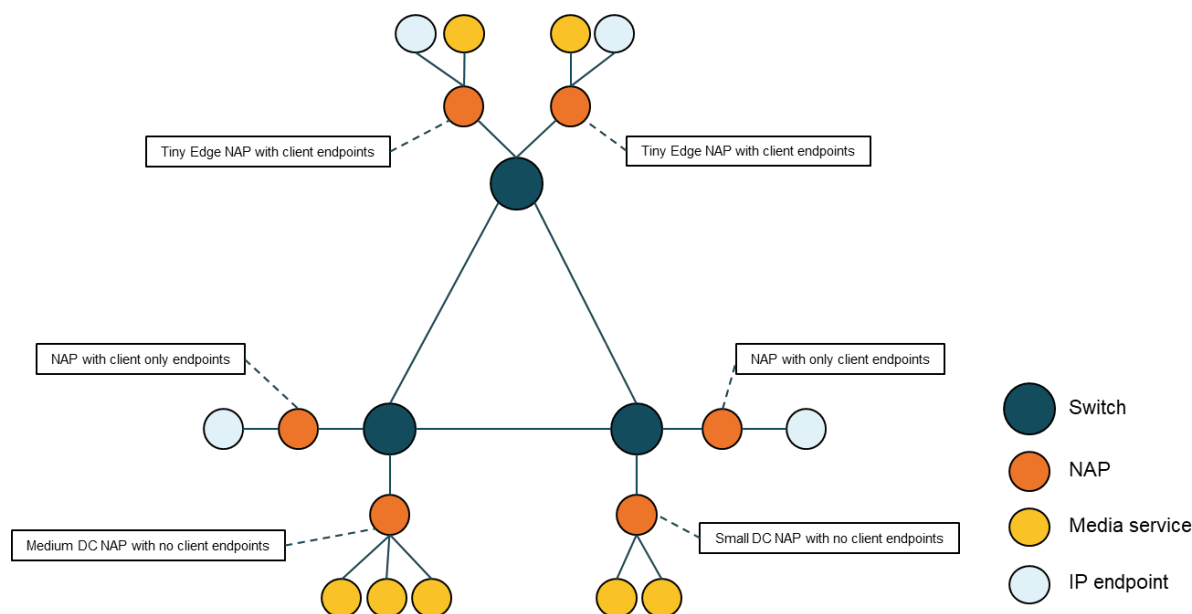 Tiny Edge NAP with client endpoints
Tiny Edge NAP with client endpoints
NAP with client only endpoints
NAP with only client endpoints
Switch
NAP
Medium DC NAP with no client endpoints
Small DC NAP with no client endpoints
Media service
IP endpoint